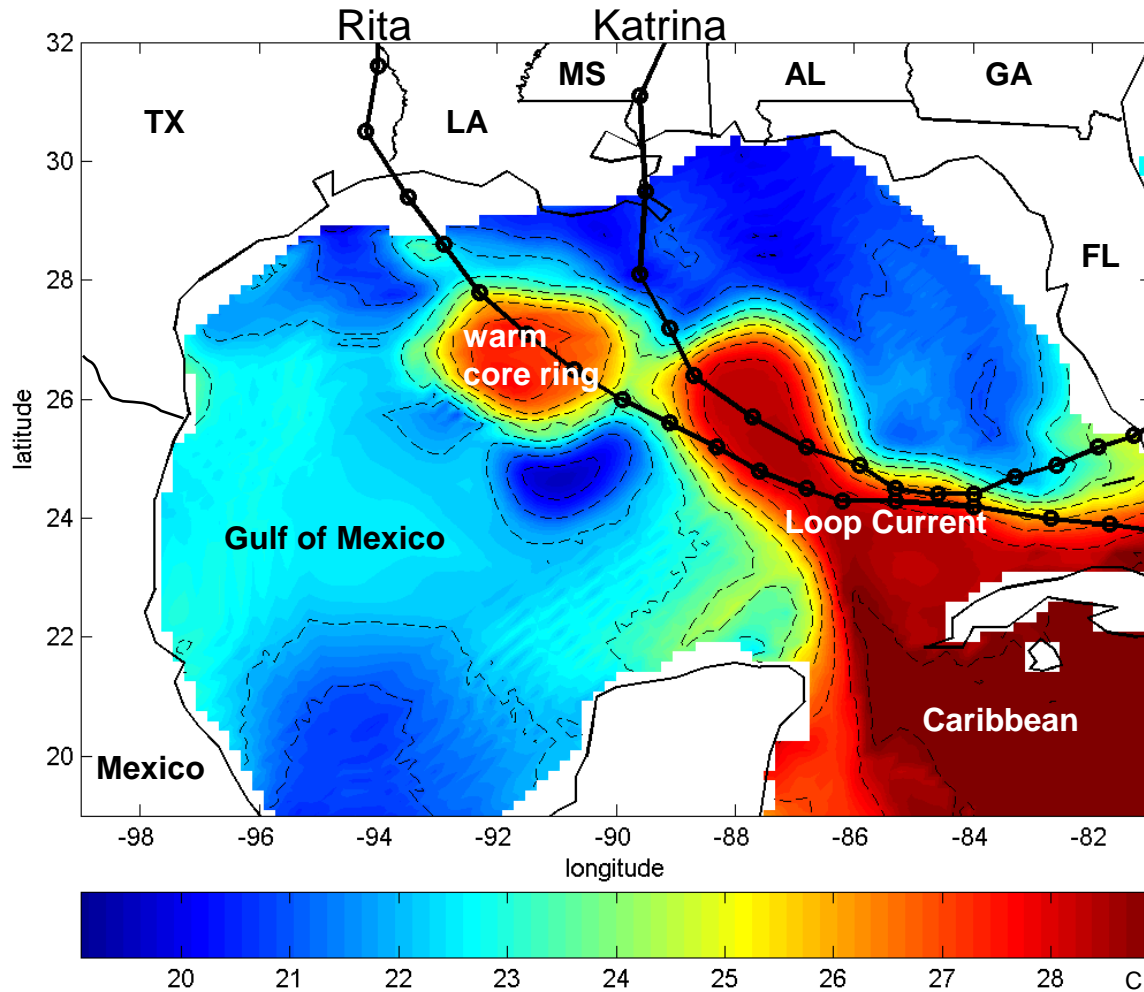 Rita Katrina
32
MS AL GA
TX LA
30
FL
28
warm
core ring
26
latitude
24
Loop Current
Gulf of Mexico
22
Caribbean
20
Mexico
-98 -96 -94 -92 -90 -88 -86 -84 -82
longitude
20 21 22 23 24 25 26 27 28 C